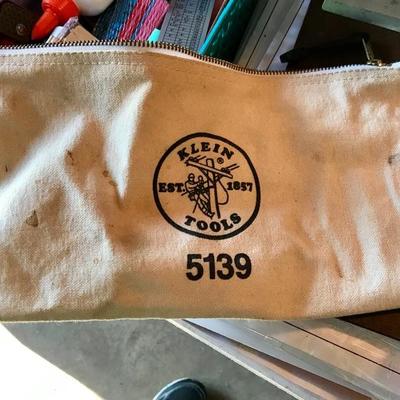 KLEIN
®
EST. 1857
TOOLS
5139